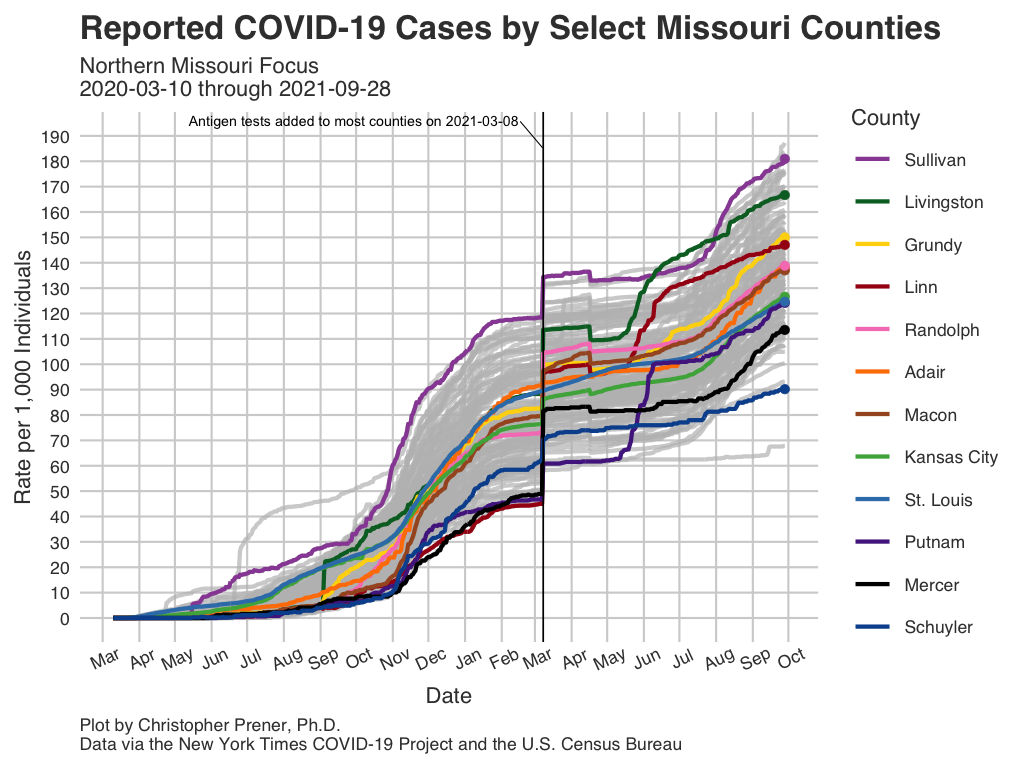 Reported COVID-19 Cases by Select Missouri Counties
Northern Missouri Focus
2020-03-10 through 2021-09-28
Antigen tests added to most counties on 2021-03-08
Rate per 1,000 Individuals
190
180
170
160
150
140
130
120
110
100
90
80
70
60
50
40
30
20
10
0
Mar Apr May Jun Jul Aug Sep Oct Nov Dec Jan Feb Mar Apr May Jun Jul Aug Sep Oct
Date
County
Sullivan
Livingston
Grundy
Linn
Randolph
Adair
Macon
Kansas City
St. Louis
Putnam
Mercer
Schuyler
Plot by Christopher Prener, Ph.D.
Data via the New York Times COVID-19 Project and the U.S. Census Bureau